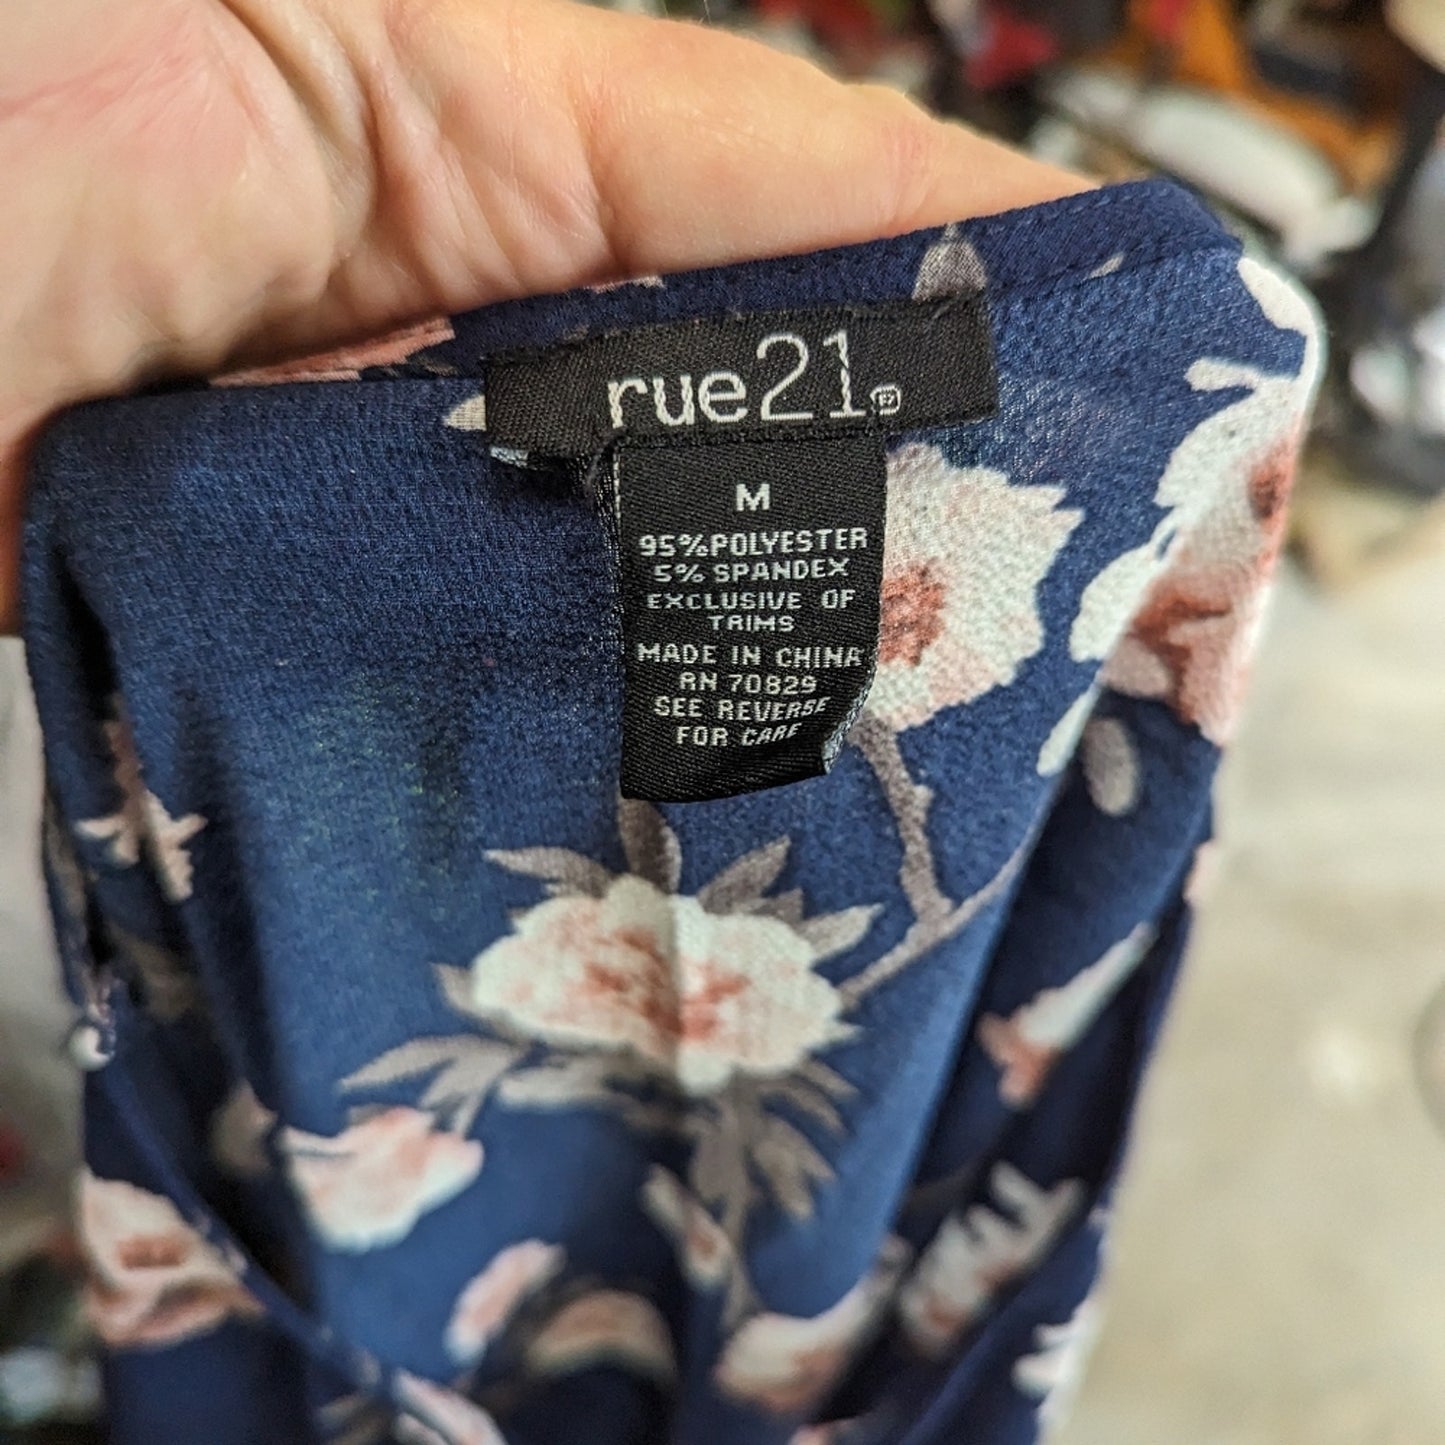 rue21
M
95%POLYESTER
5% SPANDEX
EXCLUSIVE OF
TRIMS
MADE IN CHINA
RN 70829
SEE REVERSE
FOR CARE